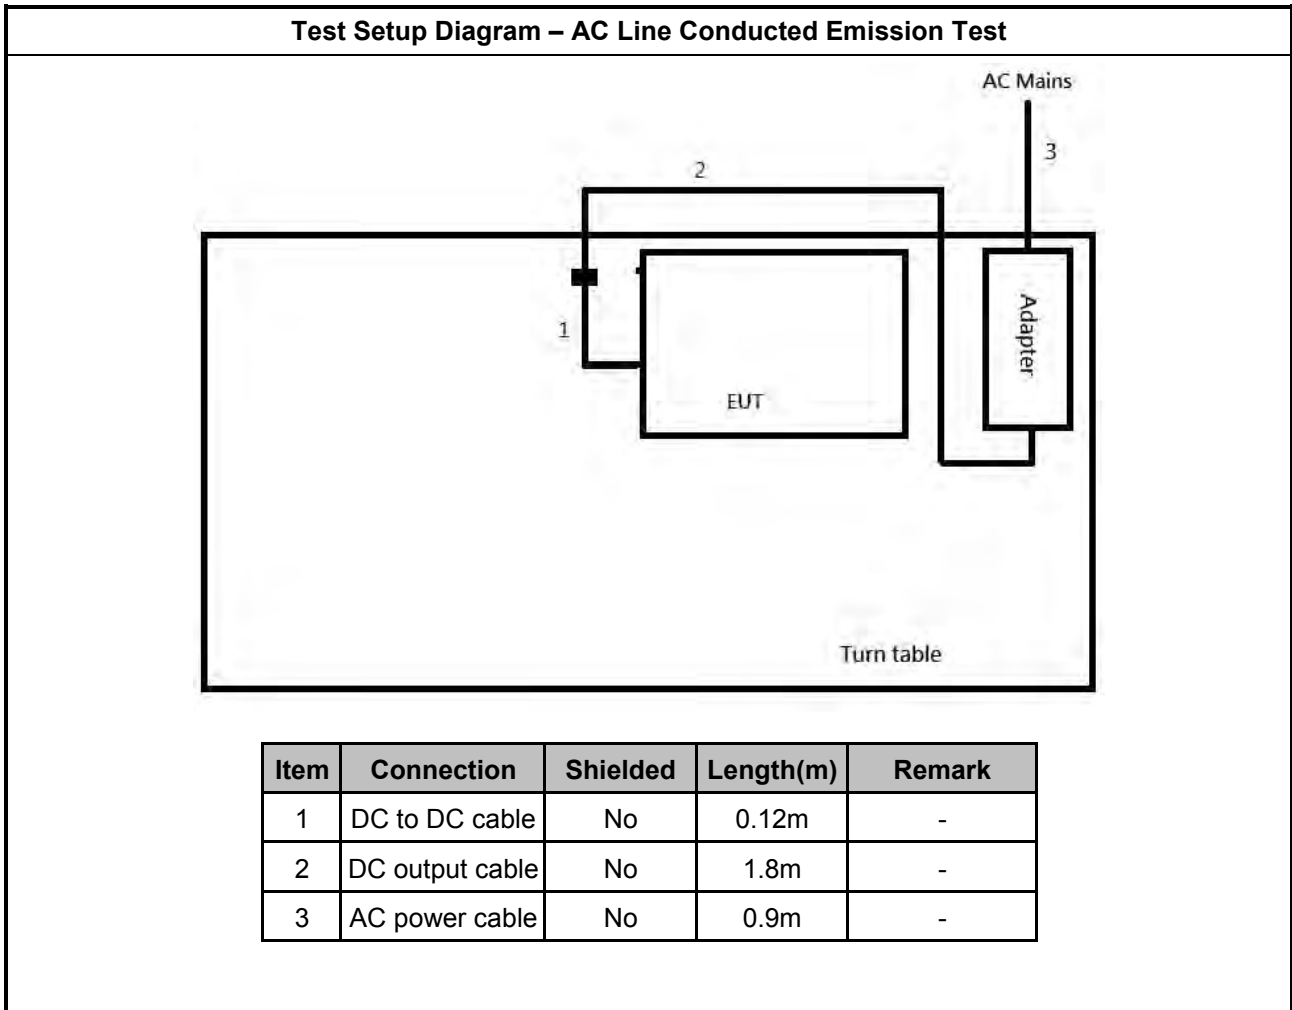 Test Setup Diagram – AC Line Conducted Emission Test
AC Mains
3
2
1
Adapter
EUT
Turn table
Item Connection Shielded Length(m) Remark
1 DC to DC cable No 0.12m -
2 DC output cable No 1.8m -
3 AC power cable No 0.9m -